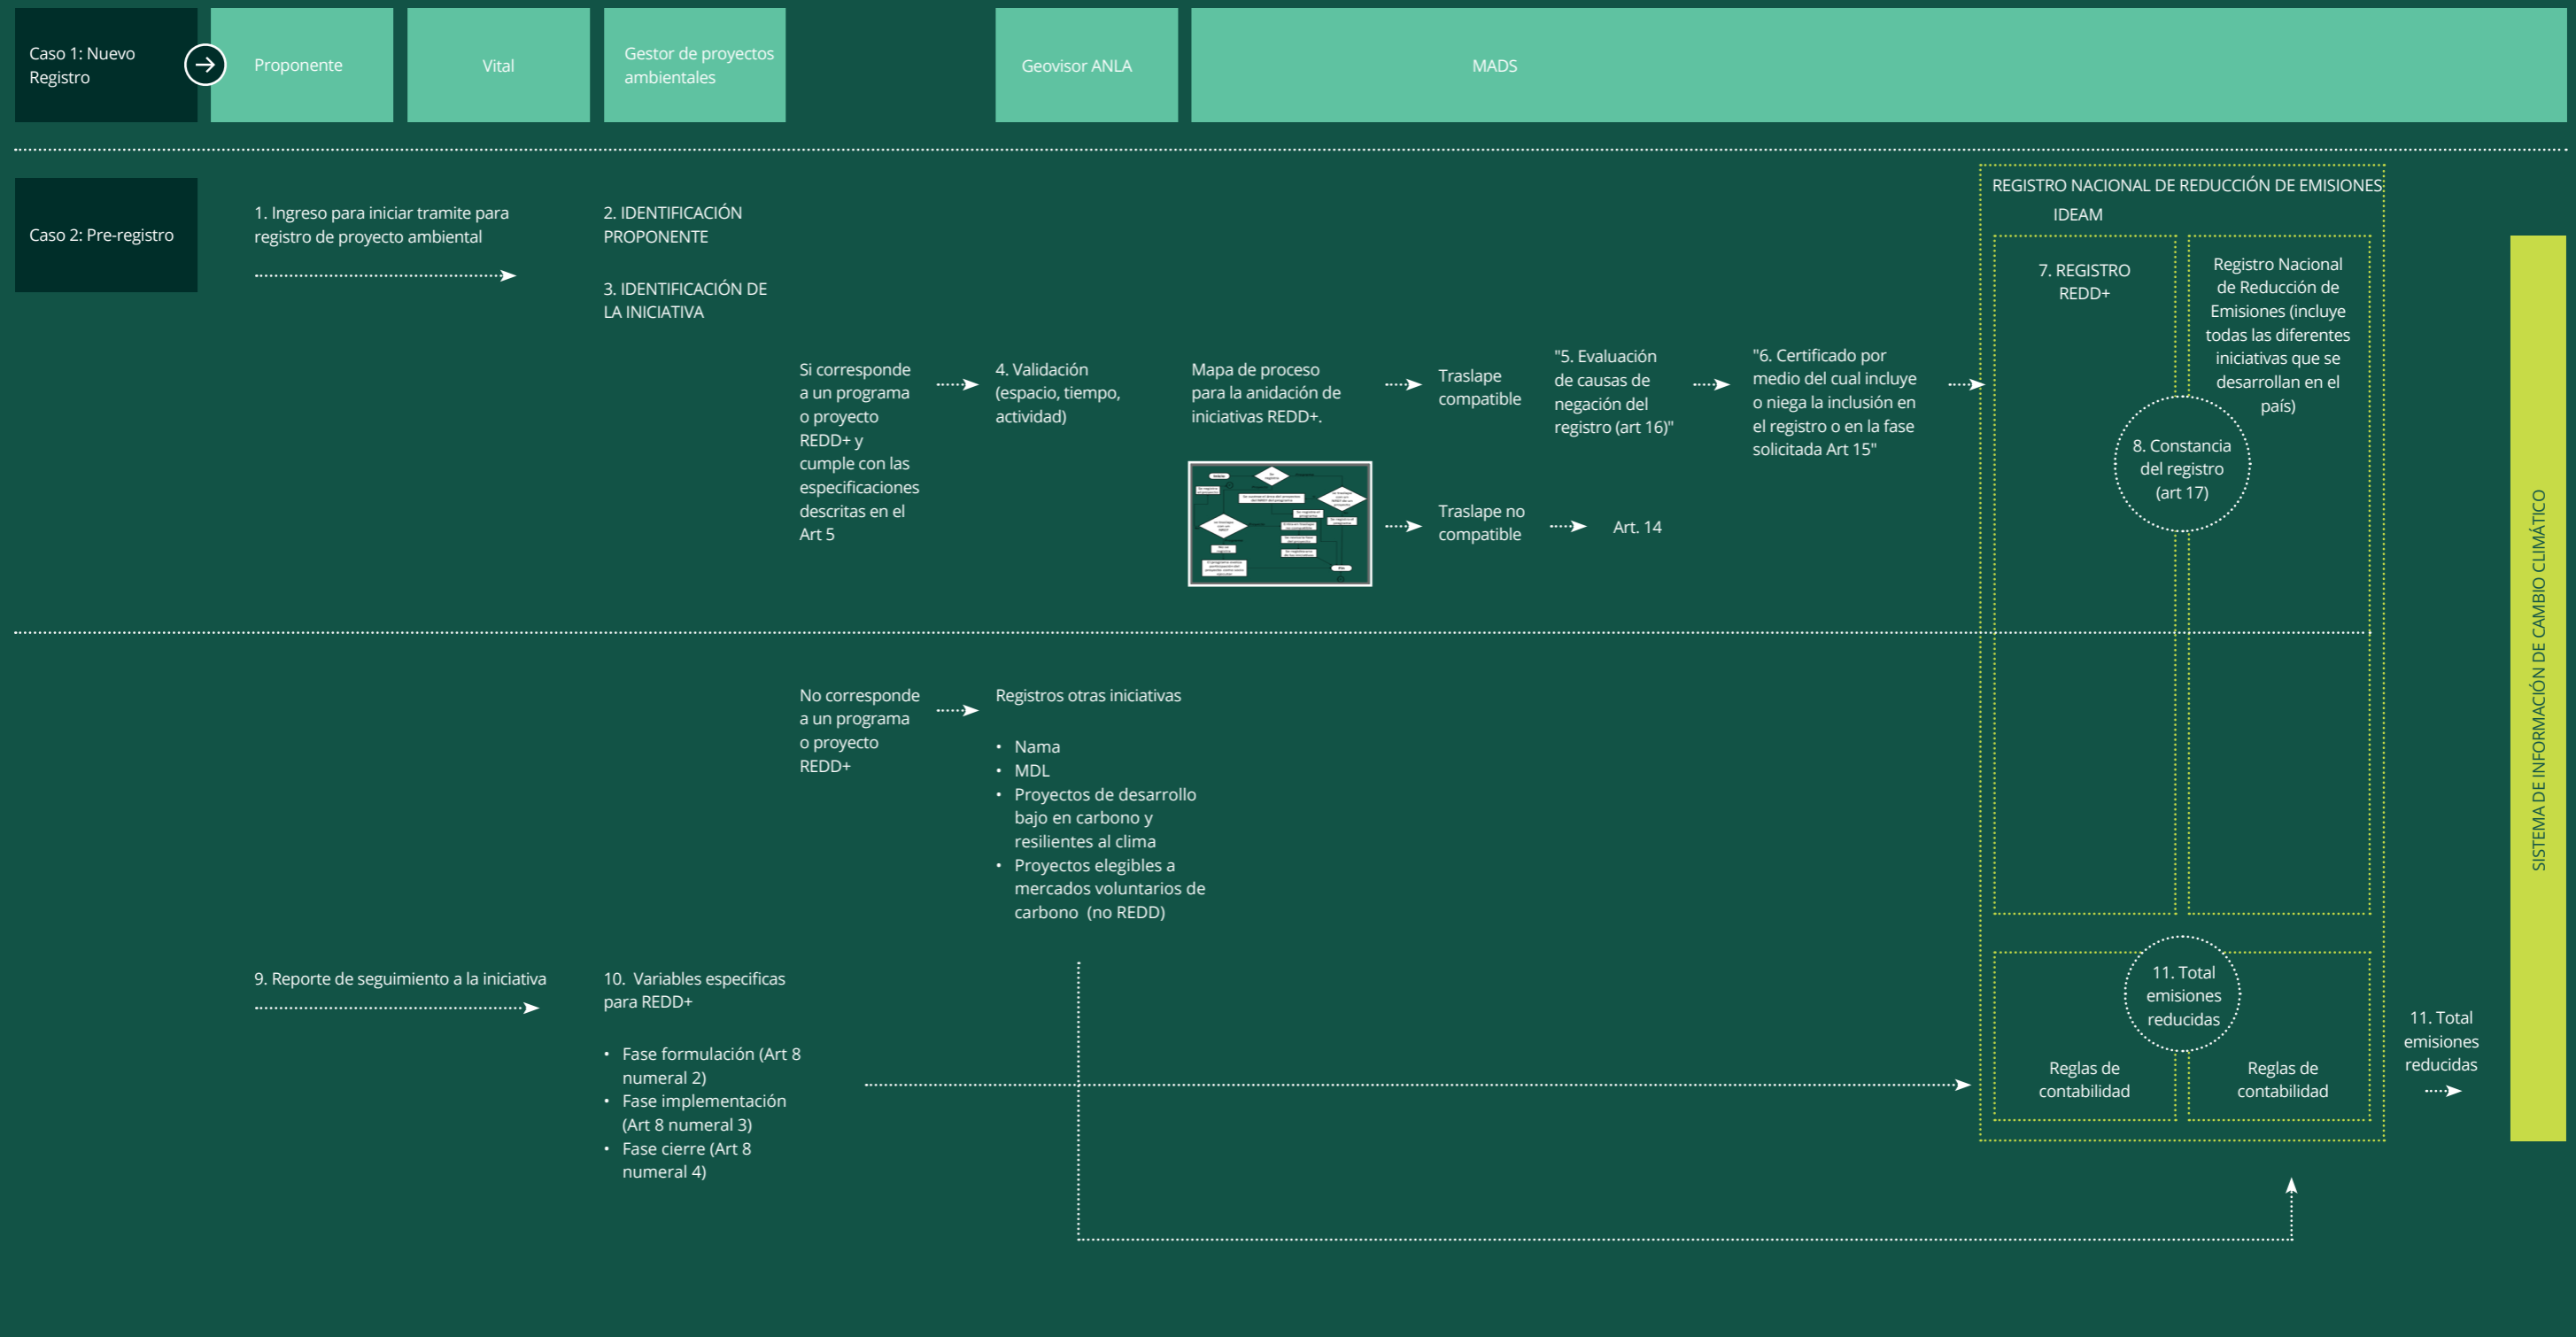 Caso 1: Nuevo
Registro
Proponente
Vital
Gestor de proyectos
ambientales
Geovisor ANLA
MADS
Caso 2: Pre-registro
1. Ingreso para iniciar tramite para
registro de proyecto ambiental
2. IDENTIFICACIÓN
PROPONENTE
3. IDENTIFICACIÓN DE
LA INICIATIVA
Si corresponde
a un programa
o proyecto
REDD+ y
cumple con las
especificaciones
descritas en el
Art 5
4. Validación
(espacio, tiempo,
actividad)
Mapa de proceso
para la anidación de
iniciativas REDD+.
Traslape
compatible
"5. Evaluación
de causas de
negación del
registro (art 16)"
"6. Certificado por
medio del cual incluye
o niega la inclusión en
el registro o en la fase
solicitada Art 15"
Traslape no
compatible
Art. 14
REGISTRO NACIONAL DE REDUCCIÓN DE EMISIONES
IDEAM
7. REGISTRO
REDD+
Registro Nacional
de Reducción de
Emisiones (incluye
todas las diferentes
iniciativas que se
desarrollan en el
país)
8. Constancia
del registro
(art 17)
SISTEMA DE INFORMACIÓN DE CAMBIO CLIMÁTICO
No corresponde
a un programa
o proyecto
REDD+
Registros otras iniciativas
• Nama
• MDL
• Proyectos de desarrollo
bajo en carbono y
resilientes al clima
• Proyectos elegibles a
mercados voluntarios de
carbono (no REDD)
9. Reporte de seguimiento a la iniciativa
10. Variables especificas
para REDD+
• Fase formulación (Art 8
numeral 2)
• Fase implementación
(Art 8 numeral 3)
• Fase cierre (Art 8
numeral 4)
11. Total
emisiones
reducidas
Reglas de
contabilidad
Reglas de
contabilidad
11. Total
emisiones
reducidas